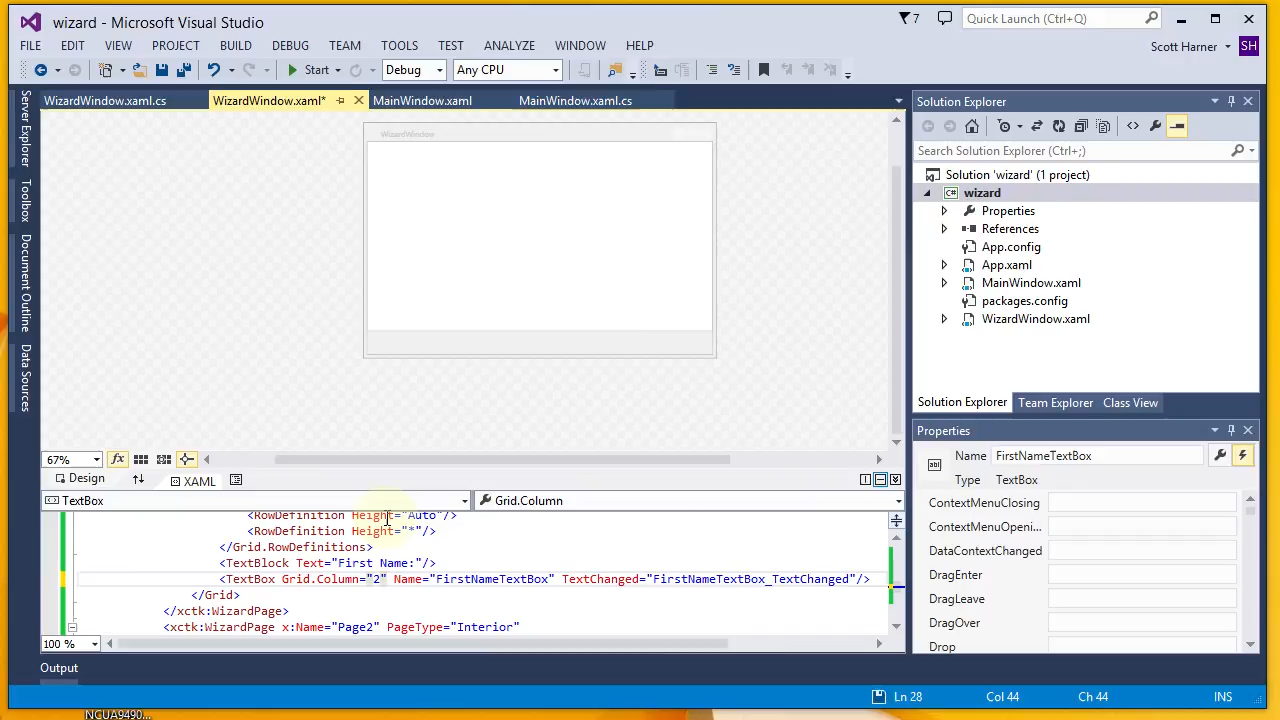 wizard - Microsoft Visual Studio
7
Quick Launch (Ctrl+Q)
FILE EDIT VIEW PROJECT BUILD DEBUG TEAM TOOLS TEST ANALYZE WINDOW HELP
Scott Harner SH
Start Debug Any CPU
Server Explorer
Toolbox
Document Outline
Data Sources
WizardWindow.xaml.cs WizardWindow.xaml* MainWindow.xaml MainWindow.xaml.cs
WizardWindow
67% fx
Design XAML
TextBox Grid.Column
<RowDefinition Height="Auto"/>
<RowDefinition Height="*"/>
</Grid.RowDefinitions>
<TextBlock Text="First Name:"/>
<TextBox Grid.Column="2" Name="FirstNameTextBox" TextChanged="FirstNameTextBox_TextChanged"/>
</Grid>
</xctk:WizardPage>
<xctk:WizardPage x:Name="Page2" PageType="Interior"
100 %
Output
Solution Explorer
Search Solution Explorer (Ctrl+;)
Solution 'wizard' (1 project)
C# wizard
Properties
References
App.config
App.xaml
MainWindow.xaml
packages.config
WizardWindow.xaml
Solution Explorer Team Explorer Class View
Properties
Name FirstNameTextBox
Type TextBox
ContextMenuClosing
ContextMenuOpeni...
DataContextChanged
DragEnter
DragLeave
DragOver
Drop
Ln 28 Col 44 Ch 44 INS
NCUA9490...